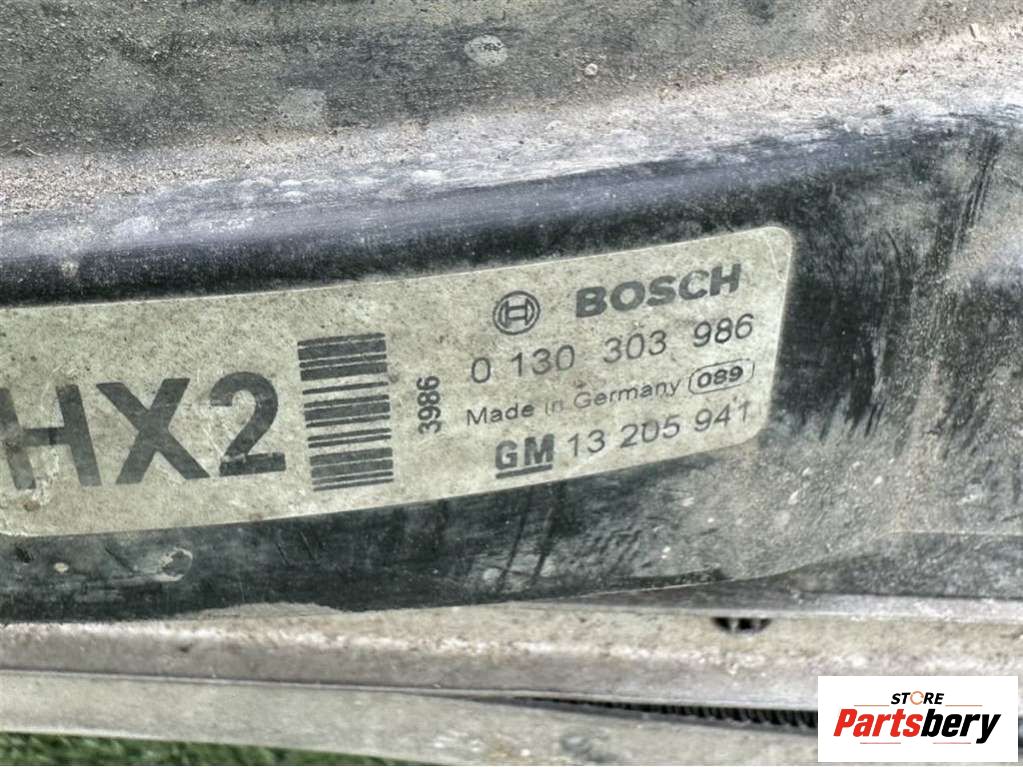 HX2
3986
BOSCH
0 130 303 986
Made in Germany 089
GM 13 205 941
STORE
Partsbery